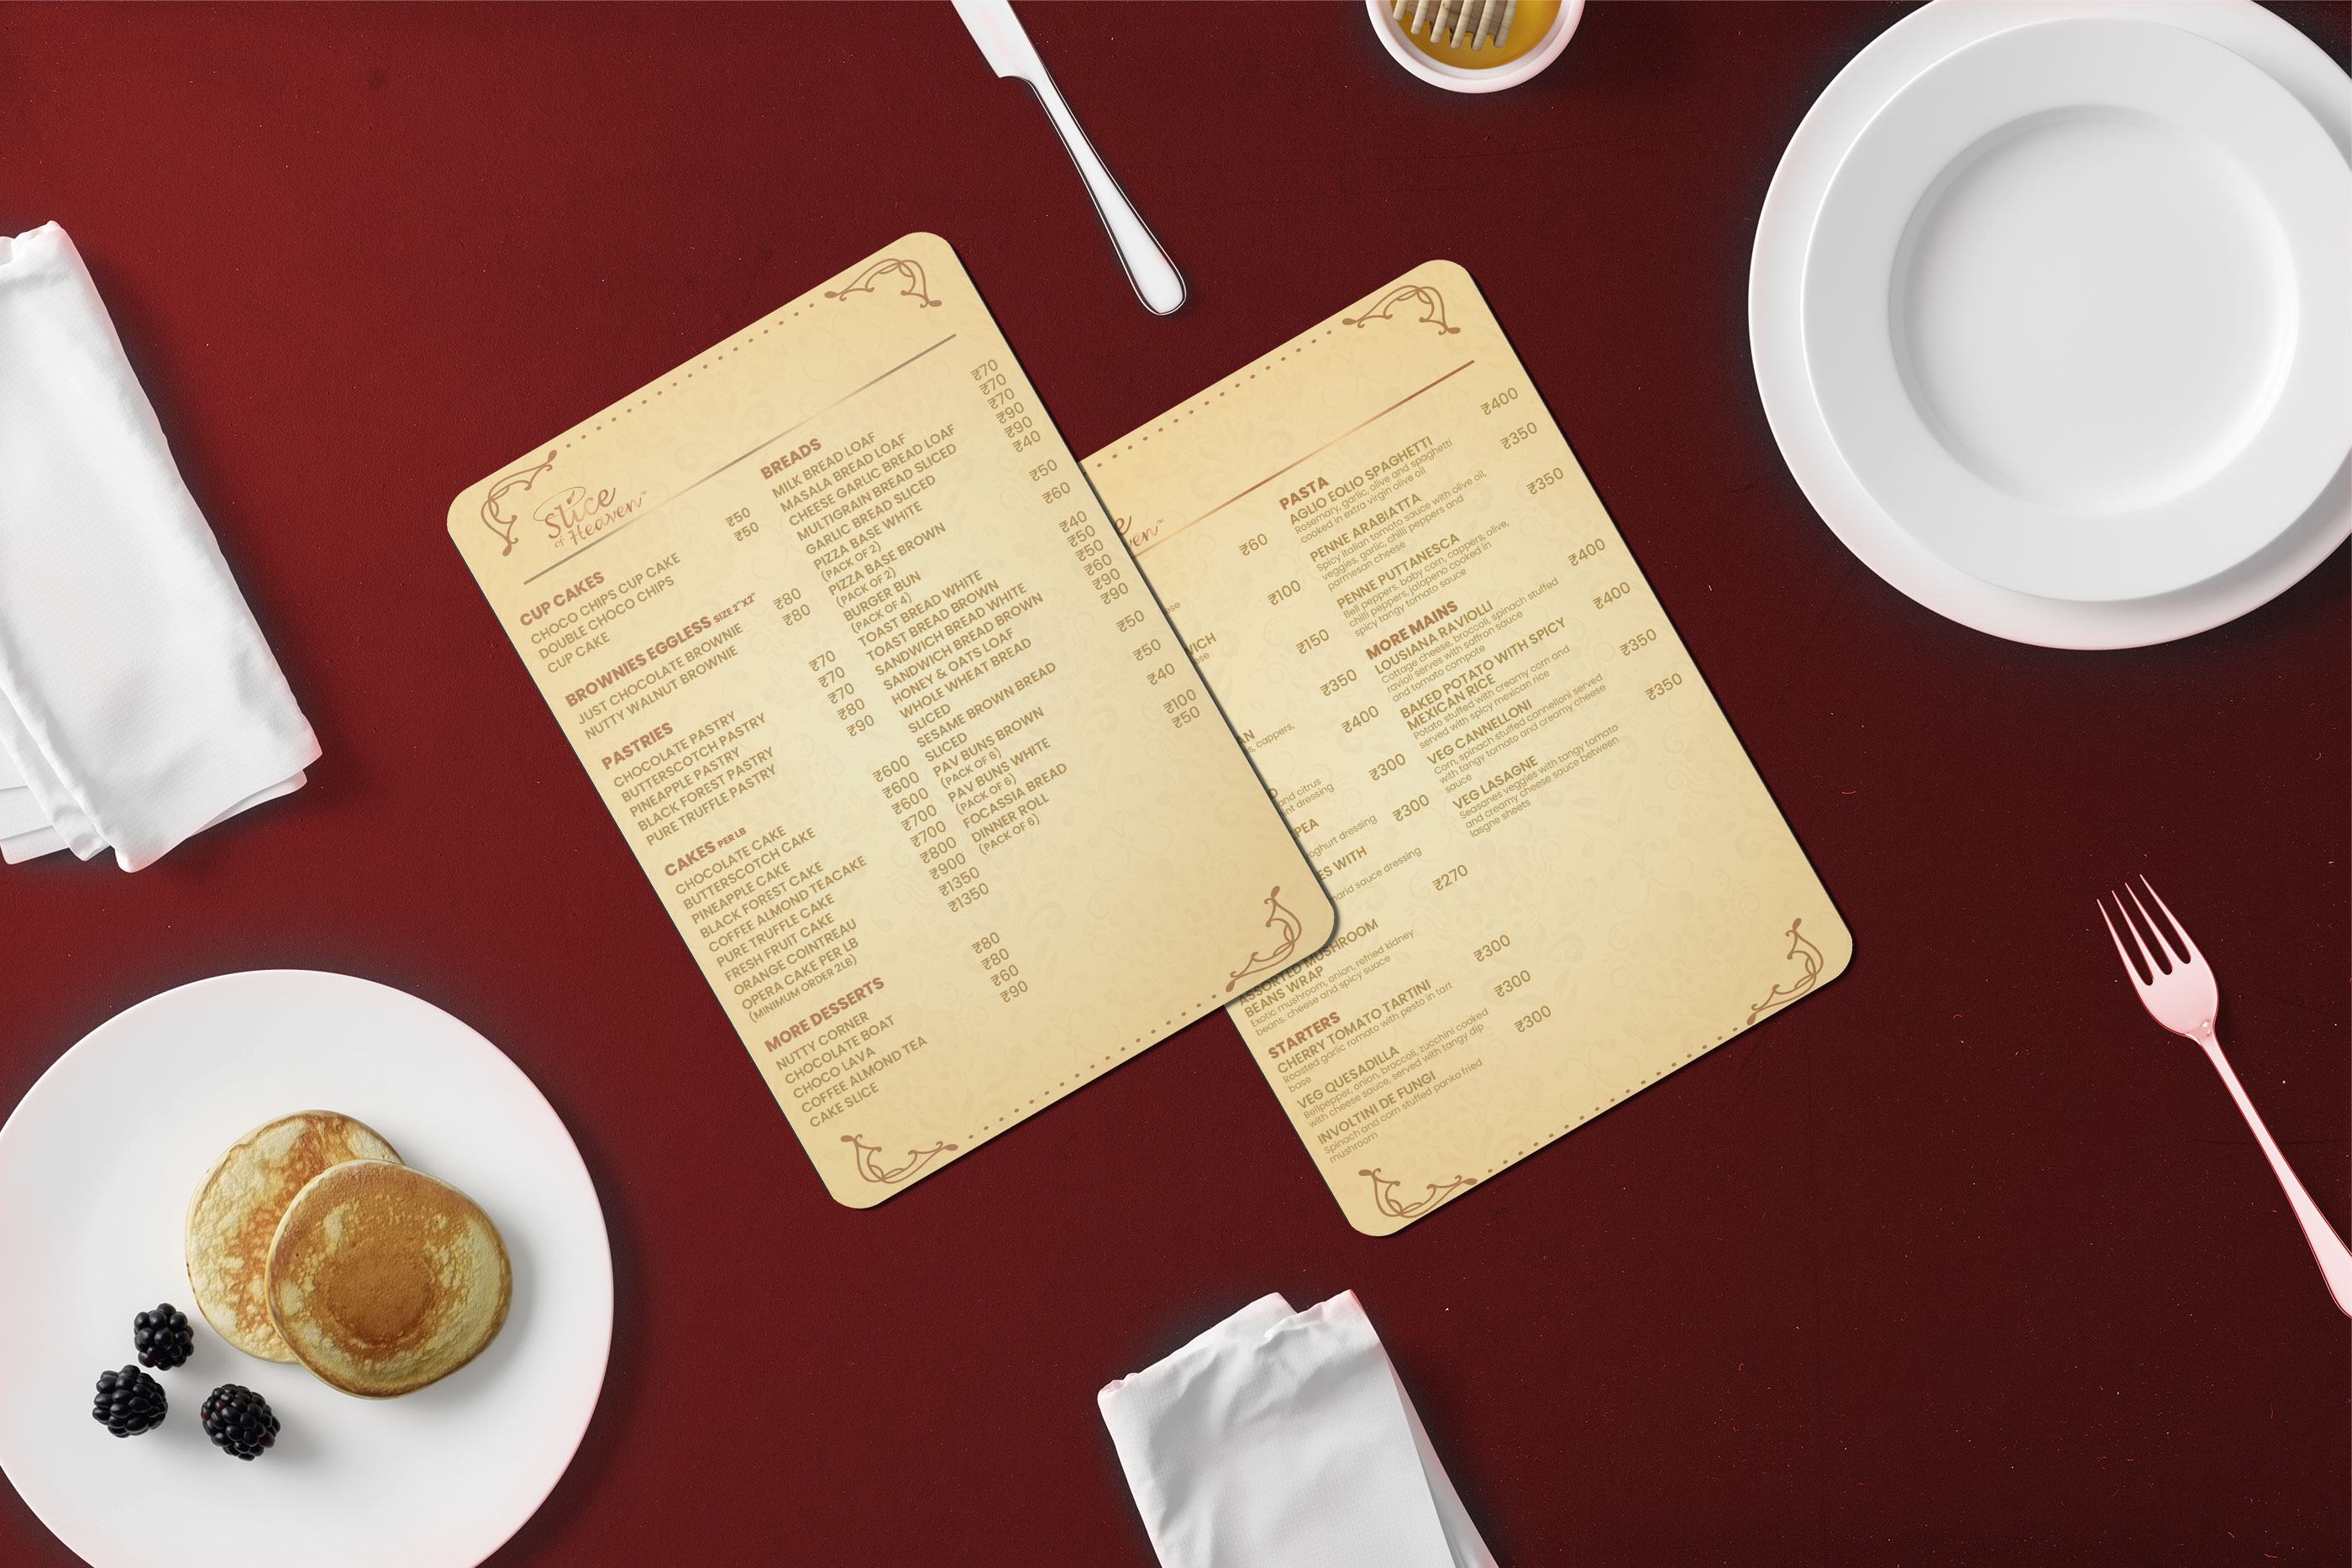 Slice
of Heaven™
CUP CAKES
CHOCO CHIPS CUP CAKE ₹50
DOUBLE CHOCO CHIPS ₹50
CUP CAKE
BROWNIES EGGLESS SIZE 2"X2"
JUST CHOCOLATE BROWNIE ₹80
NUTTY WALNUT BROWNIE ₹80
PASTRIES
CHOCOLATE PASTRY ₹70
BUTTERSCOTCH PASTRY ₹70
PINEAPPLE PASTRY ₹70
BLACK FOREST PASTRY ₹80
PURE TRUFFLE PASTRY ₹90
CAKES PER LB
CHOCOLATE CAKE ₹600
BUTTERSCOTCH CAKE ₹600
PINEAPPLE CAKE ₹600
BLACK FOREST CAKE ₹700
COFFEE ALMOND TEACAKE ₹700
PURE TRUFFLE CAKE ₹800
FRESH FRUIT CAKE ₹900
ORANGE COINTREAU ₹1350
OPERA CAKE PER LB ₹1350
(MINIMUM ORDER 2LB)
MORE DESSERTS
NUTTY CORNER ₹80
CHOCOLATE BOAT ₹80
CHOCO LAVA ₹60
COFFEE ALMOND TEA ₹90
CAKE SLICE
BREADS
MILK BREAD LOAF ₹70
MASALA BREAD LOAF ₹70
CHEESE GARLIC BREAD LOAF ₹70
MULTIGRAIN BREAD SLICED ₹90
GARLIC BREAD SLICED ₹90
PIZZA BASE WHITE ₹40
(PACK OF 2)
PIZZA BASE BROWN ₹50
(PACK OF 2)
BURGER BUN ₹60
(PACK OF 4)
TOAST BREAD WHITE ₹40
TOAST BREAD BROWN ₹50
SANDWICH BREAD WHITE ₹50
SANDWICH BREAD BROWN ₹60
HONEY & OATS LOAF ₹90
WHOLE WHEAT BREAD ₹90
SLICED
SESAME BROWN BREAD ₹50
SLICED
PAV BUNS BROWN ₹50
(PACK OF 6)
PAV BUNS WHITE ₹40
(PACK OF 6)
FOCASSIA BREAD ₹100
DINNER ROLL ₹50
(PACK OF 6)
₹60
₹100
₹150
₹350
cappers,
₹400
and citrus
dressing
₹300
dressing
₹300
WITH
sauce dressing
ASSORTED MUSHROOM ₹270
BEANS WRAP
Exotic mushroom, onion, refried kidney
beans, cheese and spicy suace
STARTERS
CHERRY TOMATO TARTINI ₹300
Roasted garlic romato with pesto in tart
base
VEG QUESADILLA ₹300
Bellpepper, onion, broccoli, zucchini cooked
with cheese sauce, served with tangy dip
INVOLTINI DE FUNGI ₹300
Spinach and corn stuffed panko fried
mushroom
PASTA
AGLIO EOLIO SPAGHETTI ₹400
Rosemary, garlic, olive and spaghetti
cooked in extra virgin olive oil
PENNE ARABIATTA ₹350
Spicy italian tomato sauce with olive oil,
veggies, garlic, chilli peppers and
parmesan cheese
PENNE PUTTANESCA ₹350
Bell peppers, baby corn, cappers, olive,
chilli peppers, jalapeno cooked in
spicy tangy tomato sauce
MORE MAINS
LOUSIANA RAVIOLLI ₹400
Cottage cheese, broccoli, spinach stuffed
ravioli serves with saffron sauce
and tomato compote
BAKED POTATO WITH SPICY ₹400
MEXICAN RICE
Potato stuffed with creamy corn and
served with spicy mexican rice
VEG CANNELLONI ₹350
Corn, spinach stuffed cannelloni served
with tangy tomato and creamy cheese
sauce
VEG LASAGNE ₹350
Seasanes veggies with tangy tomato
and creamy cheese sauce between
lasgne sheets